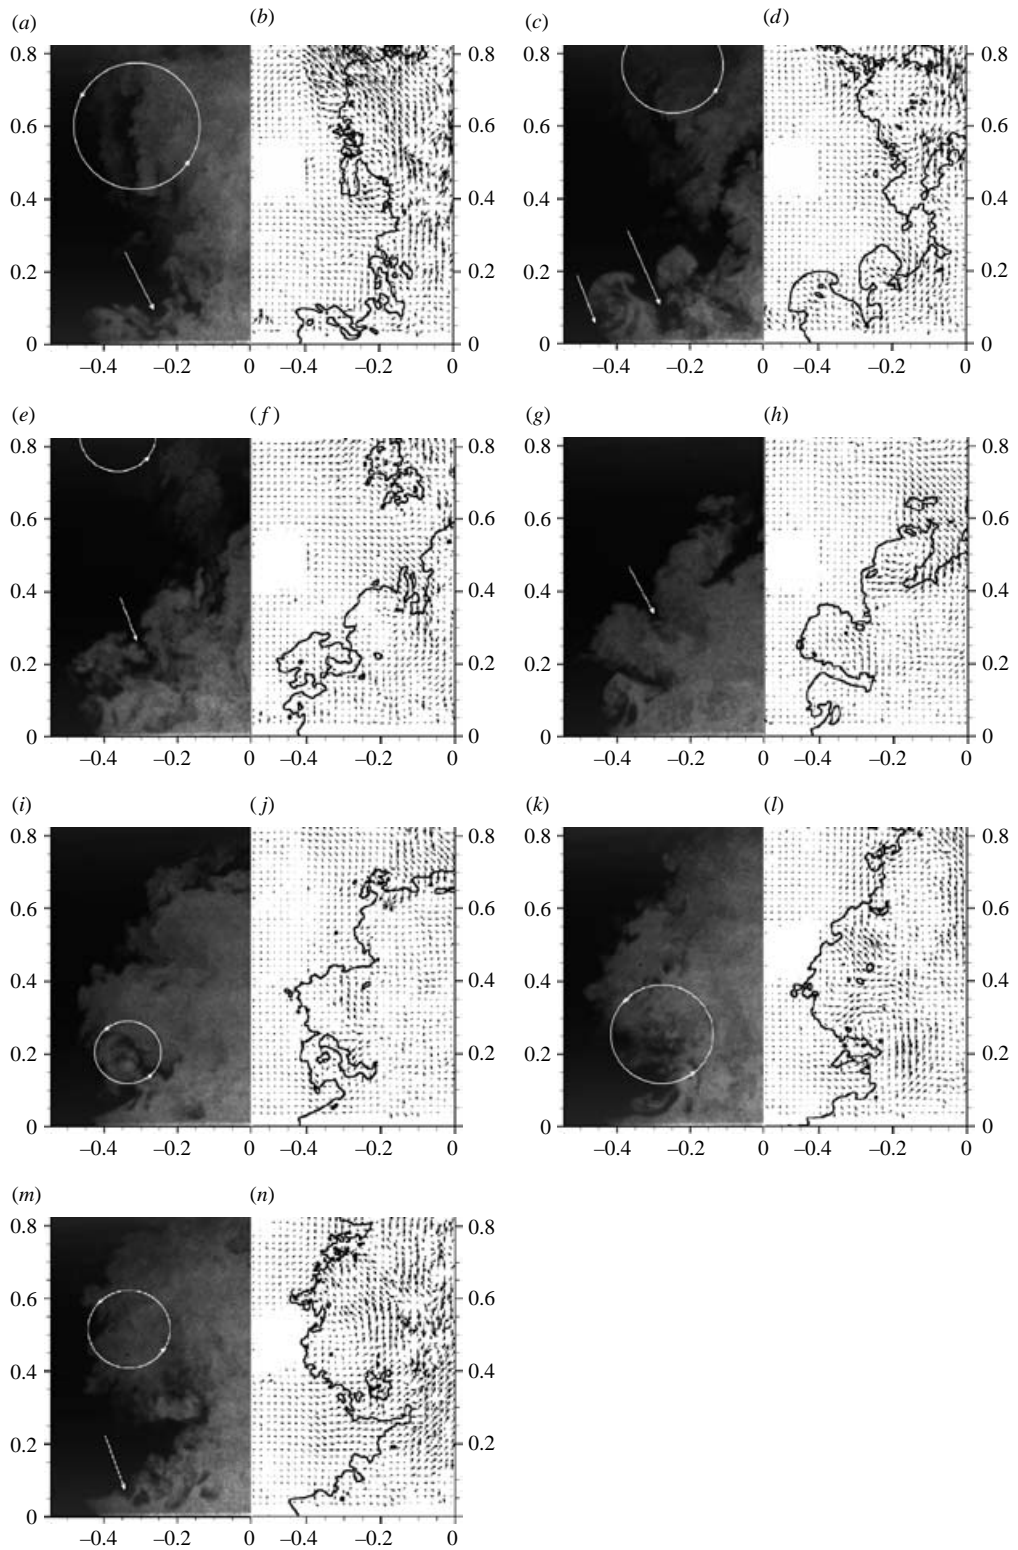 (a) (b) (c) (d)
0.8 0.8 0.8 0.8
0.6 0.6 0.6 0.6
0.4 0.4 0.4 0.4
0.2 0.2 0.2 0.2
0 0 0 0
–0.4 –0.2 0 –0.4 –0.2 0 –0.4 –0.2 0 –0.4 –0.2 0
(e) (f) (g) (h)
0.8 0.8 0.8 0.8
0.6 0.6 0.6 0.6
0.4 0.4 0.4 0.4
0.2 0.2 0.2 0.2
0 0 0 0
–0.4 –0.2 0 –0.4 –0.2 0 –0.4 –0.2 0 –0.4 –0.2 0
(i) (j) (k) (l)
0.8 0.8 0.8 0.8
0.6 0.6 0.6 0.6
0.4 0.4 0.4 0.4
0.2 0.2 0.2 0.2
0 0 0 0
–0.4 –0.2 0 –0.4 –0.2 0 –0.4 –0.2 0 –0.4 –0.2 0
(m) (n)
0.8 0.8
0.6 0.6
0.4 0.4
0.2 0.2
0
–0.4 –0.2 0 –0.4 –0.2 0